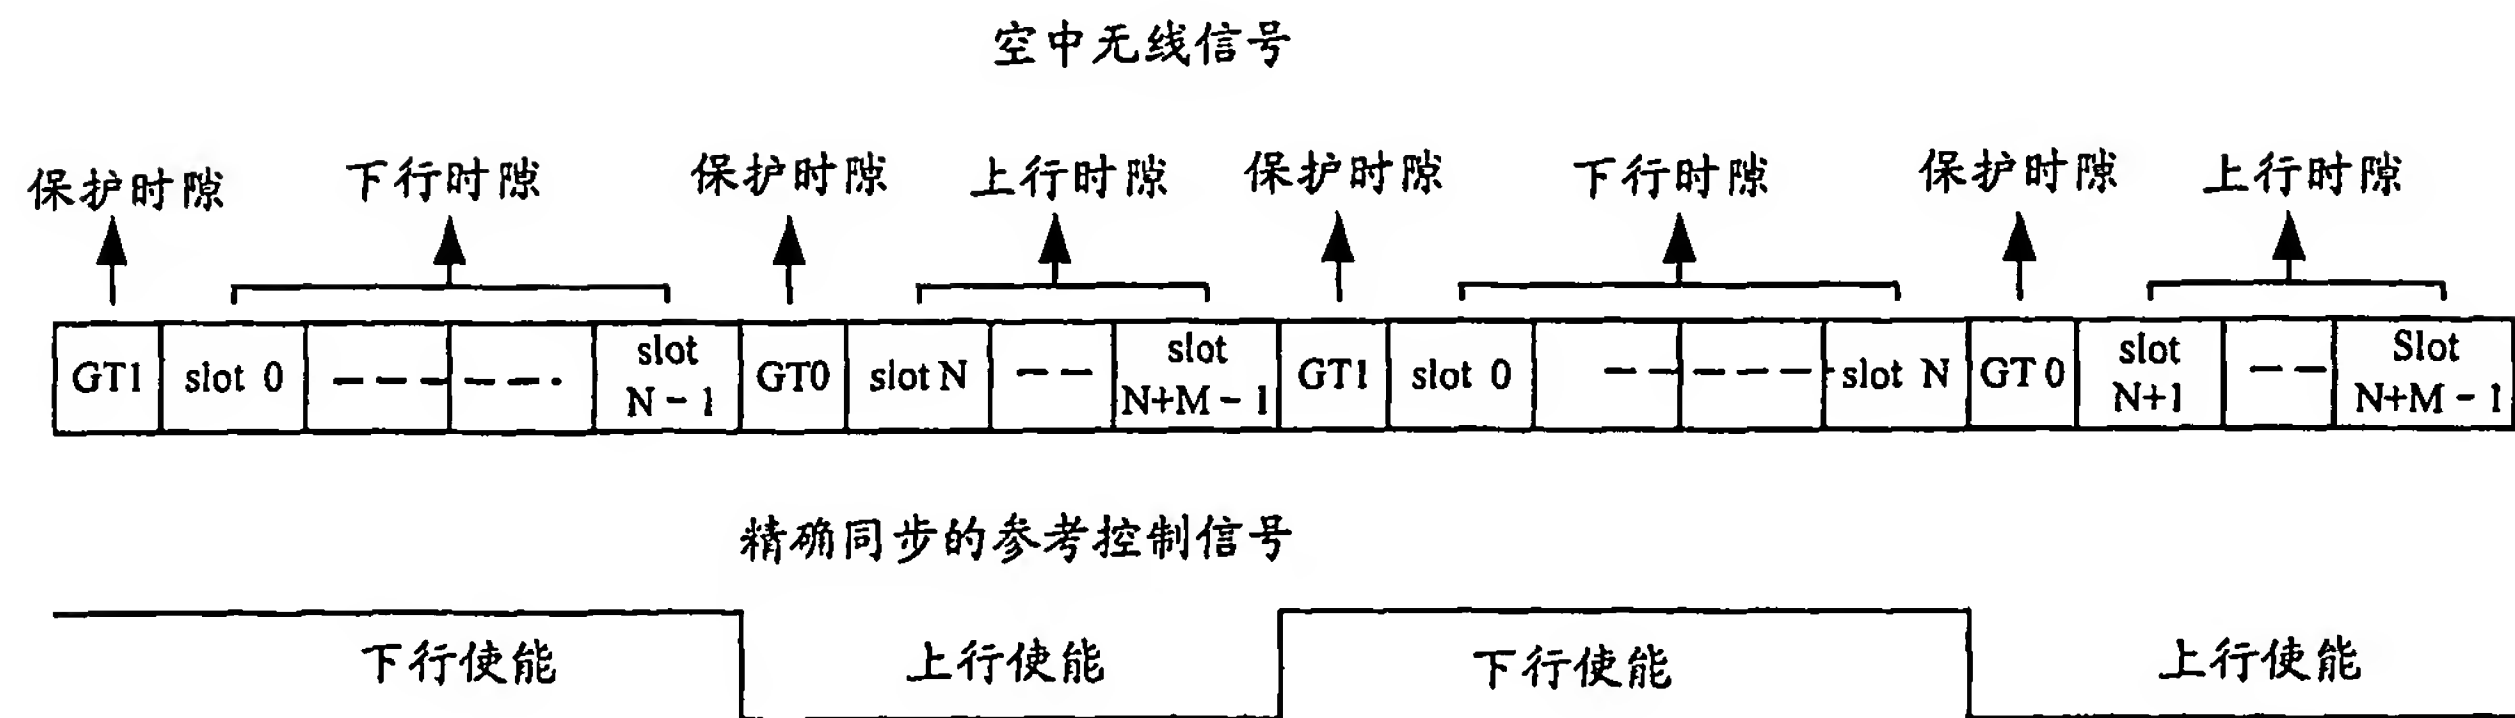 空中无线信号
保护时隙 下行时隙 保护时隙 上行时隙 保护时隙 下行时隙 保护时隙 上行时隙
GT1 slot 0 slot N-1 GT0 slot N slot N+M-1 GT1 slot 0 slot N GT0 slot N+1 Slot N+M-1
精确同步的参考控制信号
下行使能 上行使能 下行使能 上行使能